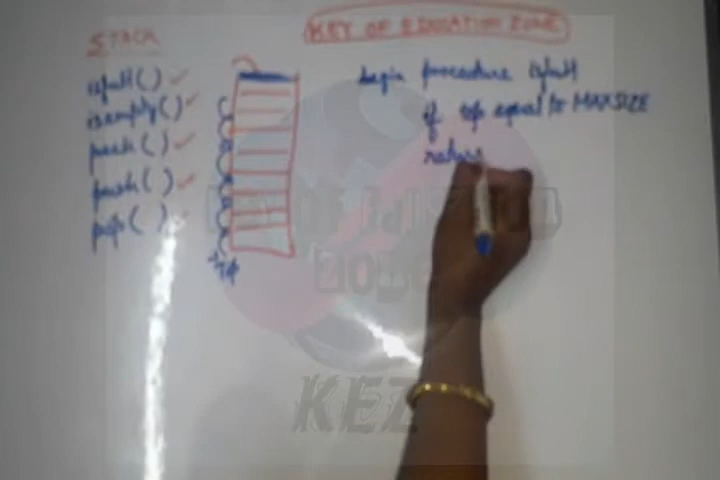 KEY OF EDUCATION ZONE
STACK
isfull( )
isempty( )
peek( )
push( )
pop( )
top
begin procedure isfull
if top equal to MAXSIZE
return
KEZ